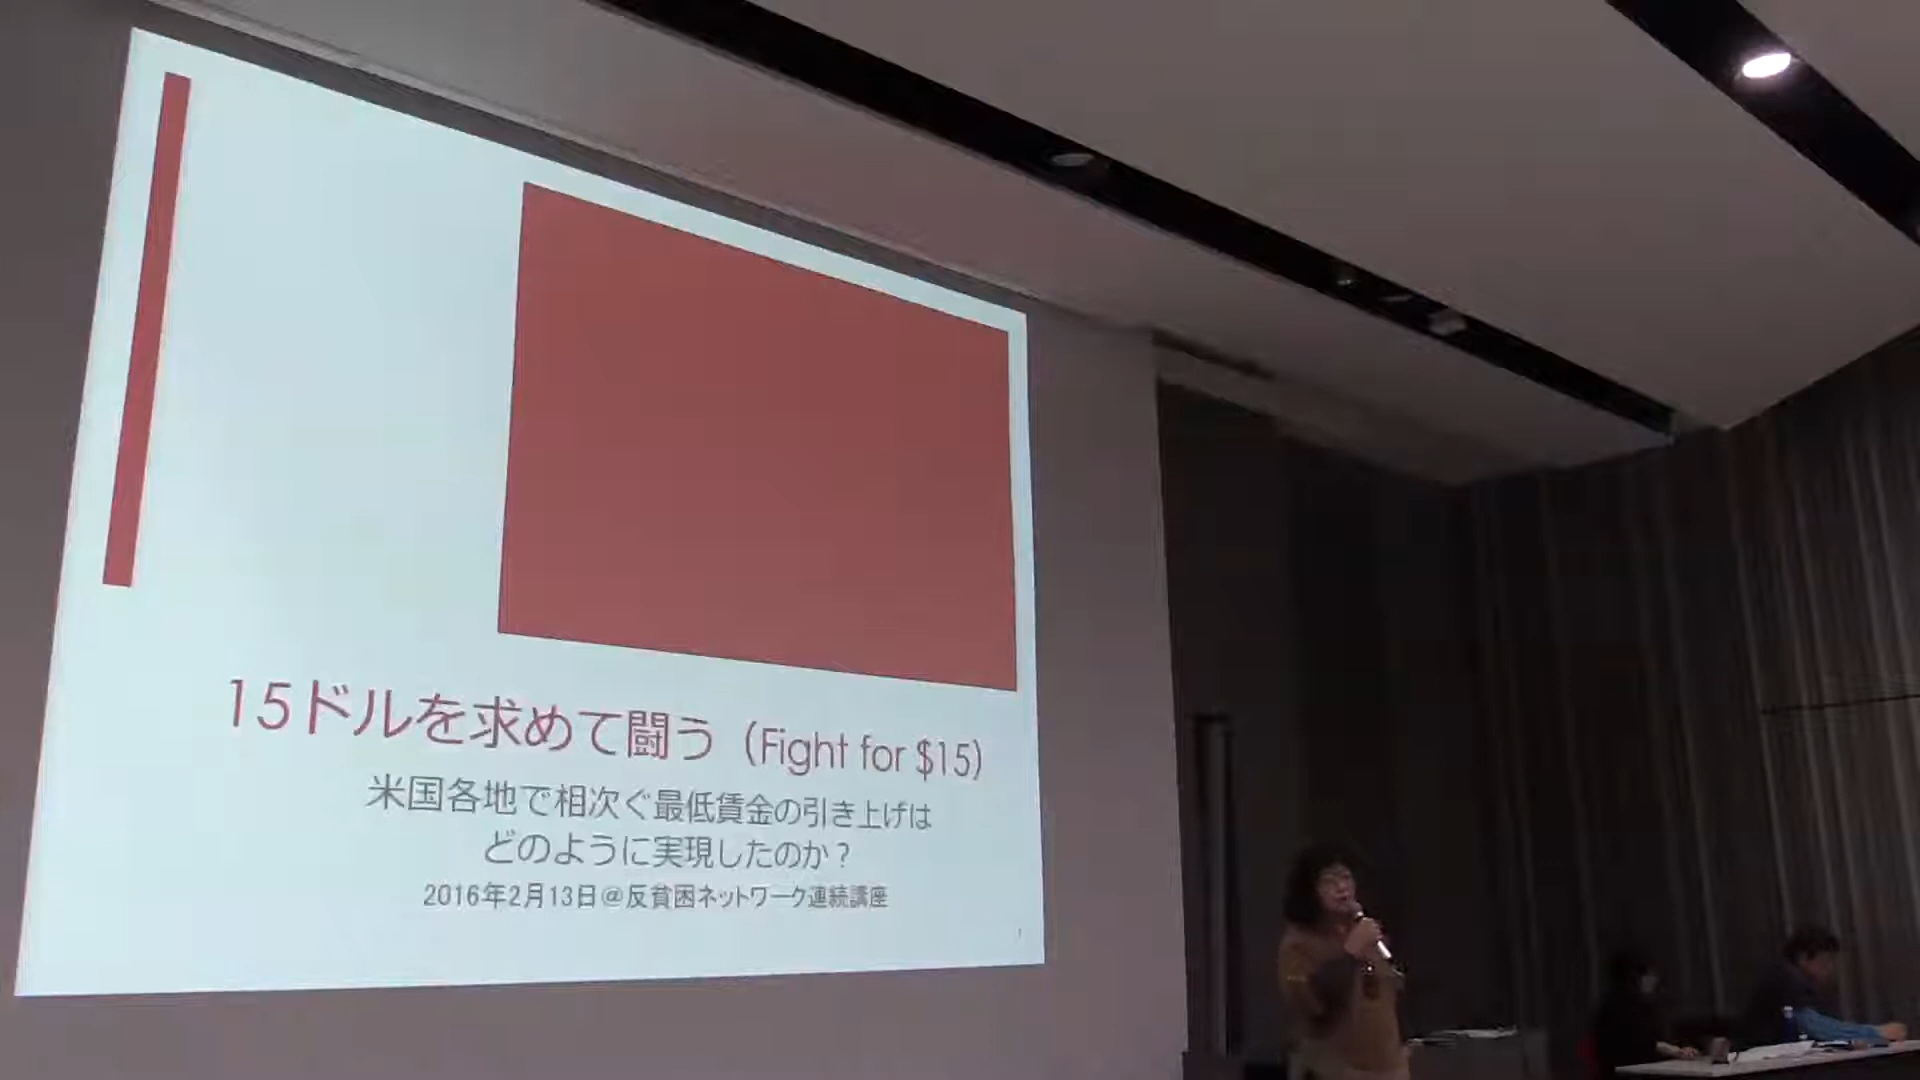 15ドルを求めて闘う（Fight for $15）
米国各地で相次ぐ最低賃金の引き上げは
どのように実現したのか？
2016年2月13日＠反貧困ネットワーク連続講座
1